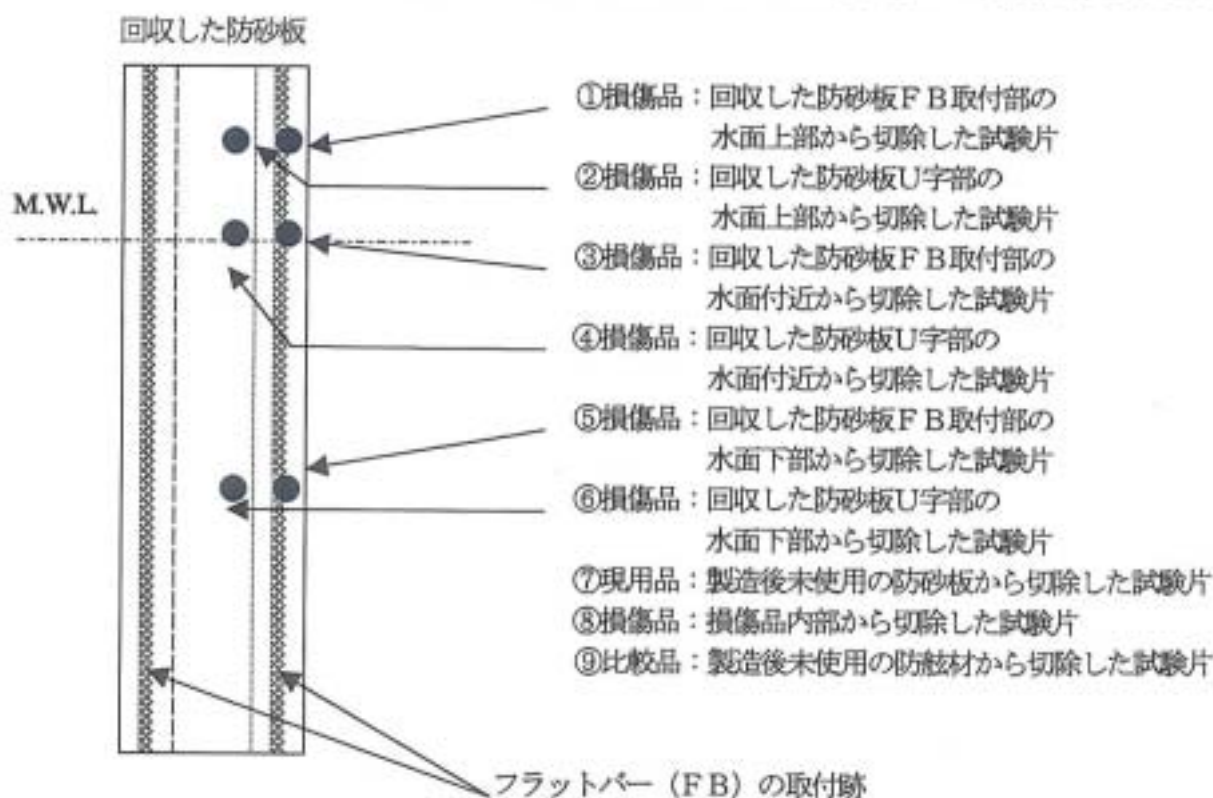 回収した防砂板
①損傷品：回収した防砂板ＦＢ取付部の
水面上部から切除した試験片
②損傷品：回収した防砂板Ｕ字部の
水面上部から切除した試験片
M.W.L.
③損傷品：回収した防砂板ＦＢ取付部の
水面付近から切除した試験片
④損傷品：回収した防砂板Ｕ字部の
水面付近から切除した試験片
⑤損傷品：回収した防砂板ＦＢ取付部の
水面下部から切除した試験片
⑥損傷品：回収した防砂板Ｕ字部の
水面下部から切除した試験片
⑦現用品：製造後未使用の防砂板から切除した試験片
⑧損傷品：損傷品内部から切除した試験片
⑨比較品：製造後未使用の防舷材から切除した試験片
フラットバー（ＦＢ）の取付跡